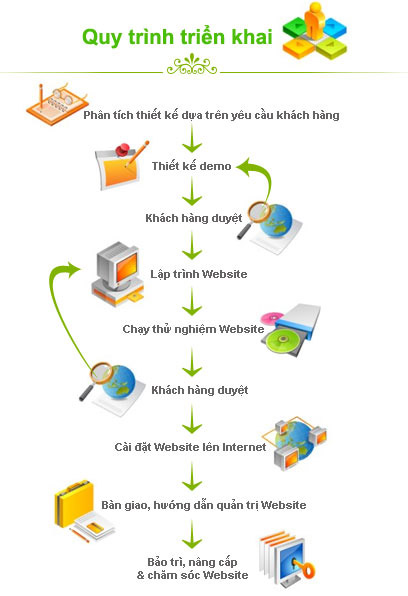 Quy trình triển khai
Phân tích thiết kế dựa trên yêu cầu khách hàng
Thiết kế demo
Khách hàng duyệt
Lập trình Website
Chạy thử nghiệm Website
Khách hàng duyệt
Cài đặt Website lên Internet
Bàn giao, hướng dẫn quản trị Website
Bảo trì, nâng cấp
& chăm sóc Website